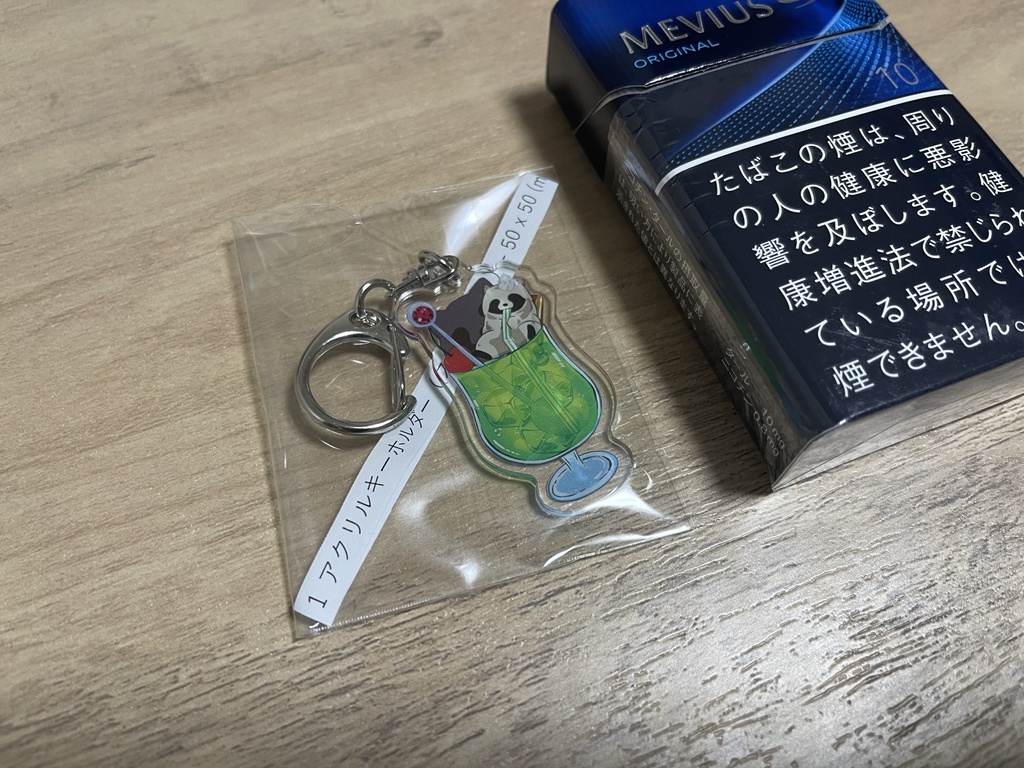 MEVIUS
ORIGINAL
10
たばこの煙は、周り
の人の健康に悪影
響を及ぼします。健
康増進法で禁じられ
ている場所では
煙できません。
1 アクリルキーホルダー
50 x 50 (m